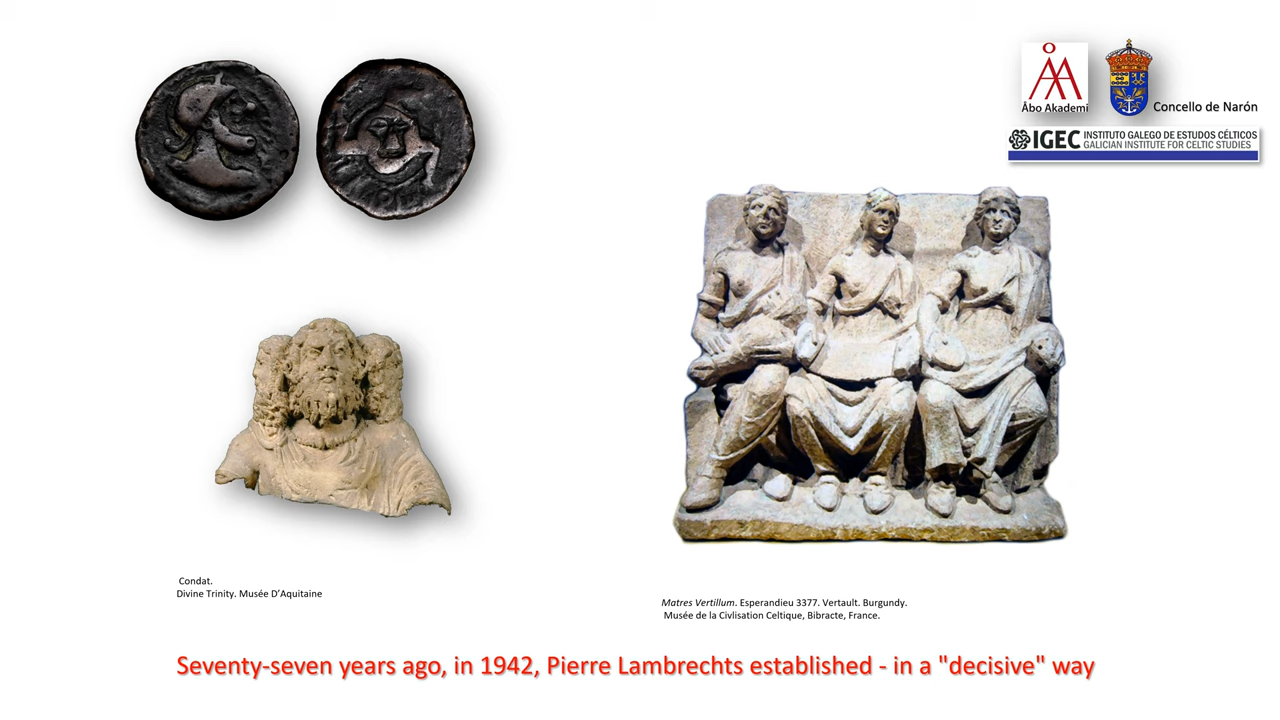 Åbo Akademi
Concello de Narón
IGEC INSTITUTO GALEGO DE ESTUDOS CÉLTICOS
GALICIAN INSTITUTE FOR CELTIC STUDIES
Condat.
Divine Trinity. Musée D’Aquitaine
Matres Vertillum. Esperandieu 3377. Vertault. Burgundy.
Musée de la Civlisation Celtique, Bibracte, France.
Seventy-seven years ago, in 1942, Pierre Lambrechts established - in a "decisive" way